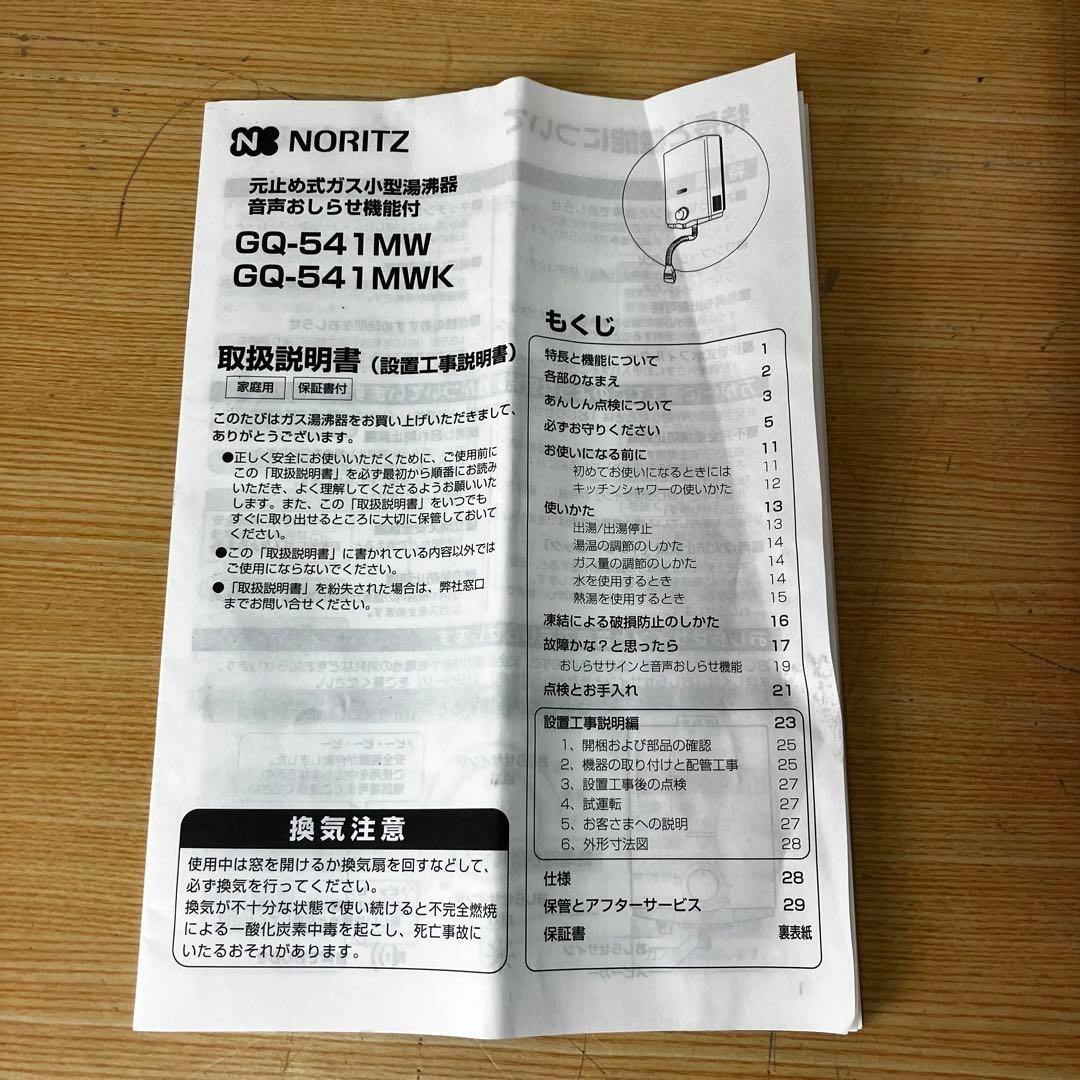 NORITZ
元止め式ガス小型湯沸器
音声おしらせ機能付
GQ-541MW
GQ-541MWK
取扱説明書（設置工事説明書）
家庭用 保証書付
このたびはガス湯沸器をお買い上げいただきまして、
ありがとうございます。
●正しく安全にお使いいただくために、ご使用前に
この「取扱説明書」を必ず最初から順番にお読み
いただき、よく理解してくださるようお願いいた
します。また、この「取扱説明書」をいつでも
すぐに取り出せるところに大切に保管しておいて
ください。
●この「取扱説明書」に書かれている内容以外では
ご使用にならないでください。
●「取扱説明書」を紛失された場合は、弊社窓口
までお問い合せください。
換気注意
使用中は窓を開けるか換気扇を回すなどして、
必ず換気を行ってください。
換気が不十分な状態で使い続けると不完全燃焼
による一酸化炭素中毒を起こし、死亡事故に
いたるおそれがあります。
もくじ
特長と機能について 1
各部のなまえ 2
あんしん点検について 3
必ずお守りください 5
お使いになる前に 11
初めてお使いになるときには 11
キッチンシャワーの使いかた 12
使いかた 13
出湯/出湯停止 13
湯温の調節のしかた 14
ガス量の調節のしかた 14
水を使用するとき 14
熱湯を使用するとき 15
凍結による破損防止のしかた 16
故障かな？と思ったら 17
おしらせサインと音声おしらせ機能 19
点検とお手入れ 21
設置工事説明編 23
1、開梱および部品の確認 25
2、機器の取り付けと配管工事 25
3、設置工事後の点検 27
4、試運転 27
5、お客さまへの説明 27
6、外形寸法図 28
仕様 28
保管とアフターサービス 29
保証書 裏表紙